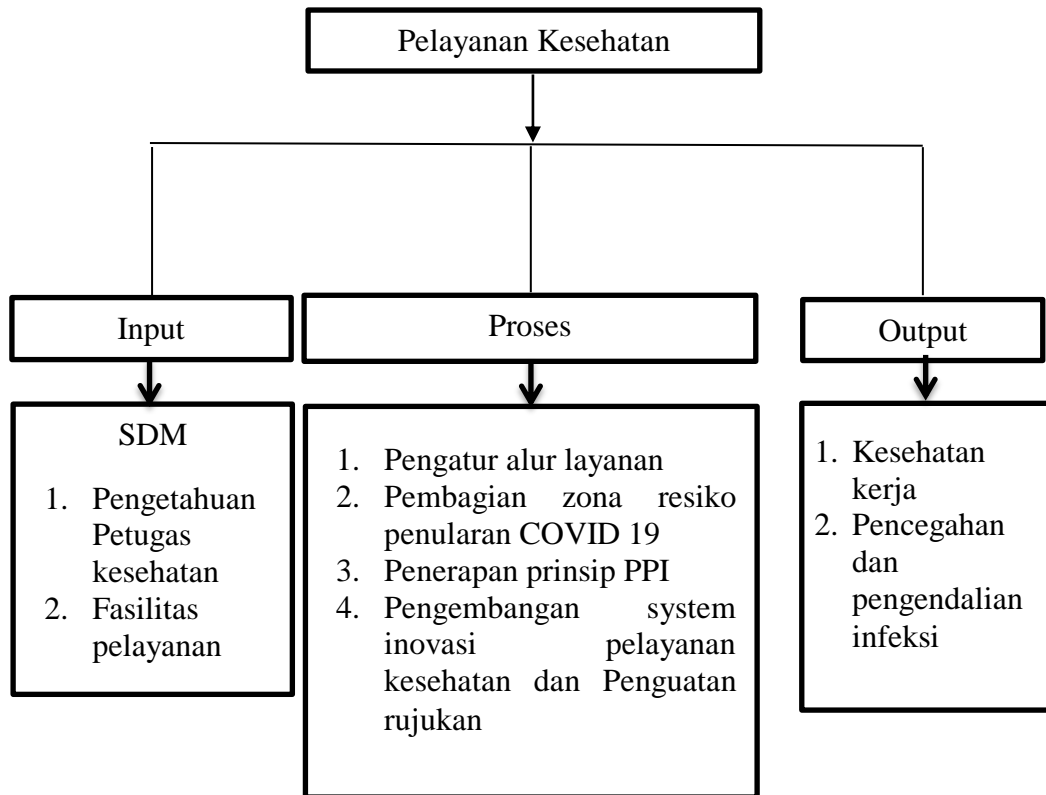 Pelayanan Kesehatan
Input
Proses
Output
SDM
1. Pengetahuan
Petugas
kesehatan
2. Fasilitas
pelayanan
1. Pengatur alur layanan
2. Pembagian zona resiko
penularan COVID 19
3. Penerapan prinsip PPI
4. Pengembangan system
inovasi pelayanan
kesehatan dan Penguatan
rujukan
1. Kesehatan
kerja
2. Pencegahan
dan
pengendalian
infeksi